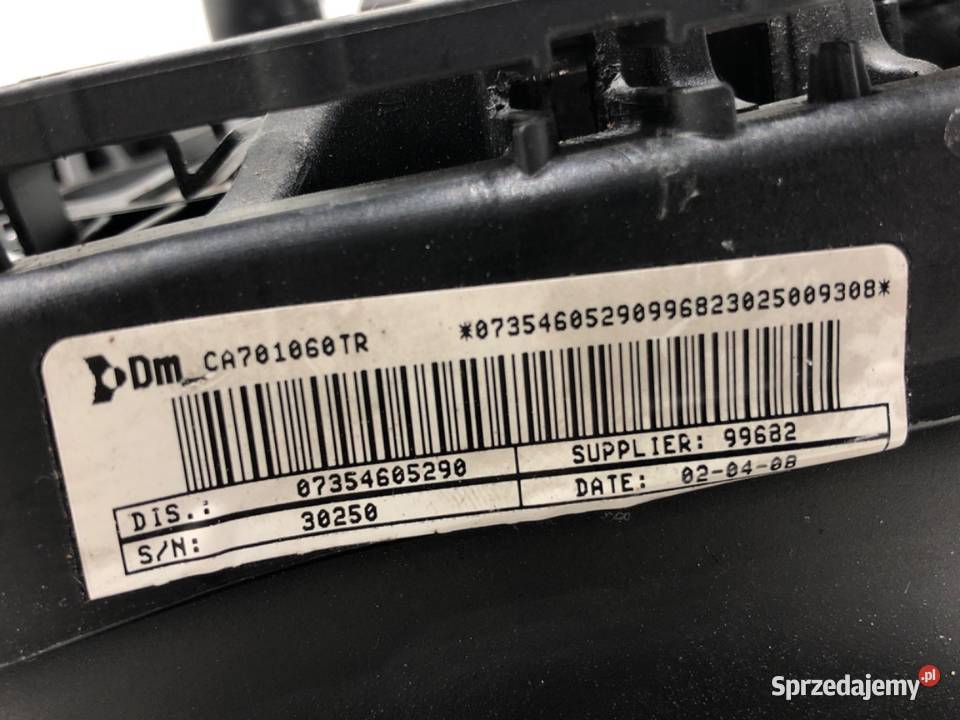 Dm CA701060TR *07354605290996823025009308*
DIS.: 07354605290 SUPPLIER: 99682
S/N: 30250 DATE: 02-04-08
Sprzedajemy.pl